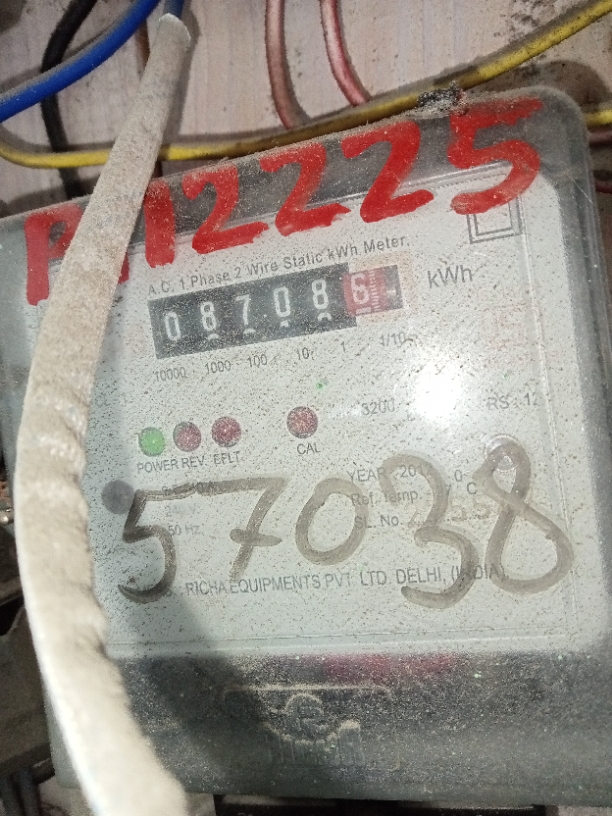 12225
A.C. 1 Phase 2 Wire Static kWh Meter.
087086 kWh
10000 1000 100 10 1 1/10
3200
POWER REV. EFLT. CAL
YEAR
Ref. Temp. C
50 Hz SL. No.
57038
RICHA EQUIPMENTS PVT. LTD. DELHI, (INDIA)